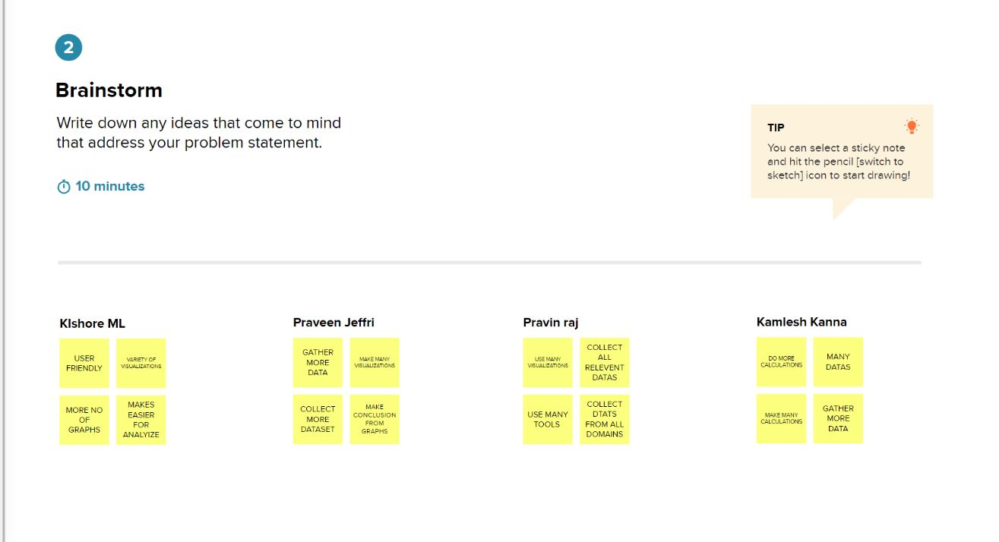 2
Brainstorm
Write down any ideas that come to mind
that address your problem statement.
10 minutes
TIP
You can select a sticky note
and hit the pencil [switch to
sketch] icon to start drawing!
KIshore ML
USER
FRIENDLY
VARIETY OF
VISUALIZATIONS
MORE NO
OF
GRAPHS
MAKES
EASIER
FOR
ANALYIZE
Praveen Jeffri
GATHER
MORE
DATA
MAKE MANY
VISUALIZATIONS
COLLECT
MORE
DATASET
MAKE
CONCLUSION
FROM
GRAPHS
Pravin raj
USE MANY
VISUALIZATIONS
COLLECT
ALL
RELEVENT
DATAS
USE MANY
TOOLS
COLLECT
DTATS
FROM ALL
DOMAINS
Kamlesh Kanna
DO MORE
CALCULATIONS
MANY
DATAS
MAKE MANY
CALCULATIONS
GATHER
MORE
DATA